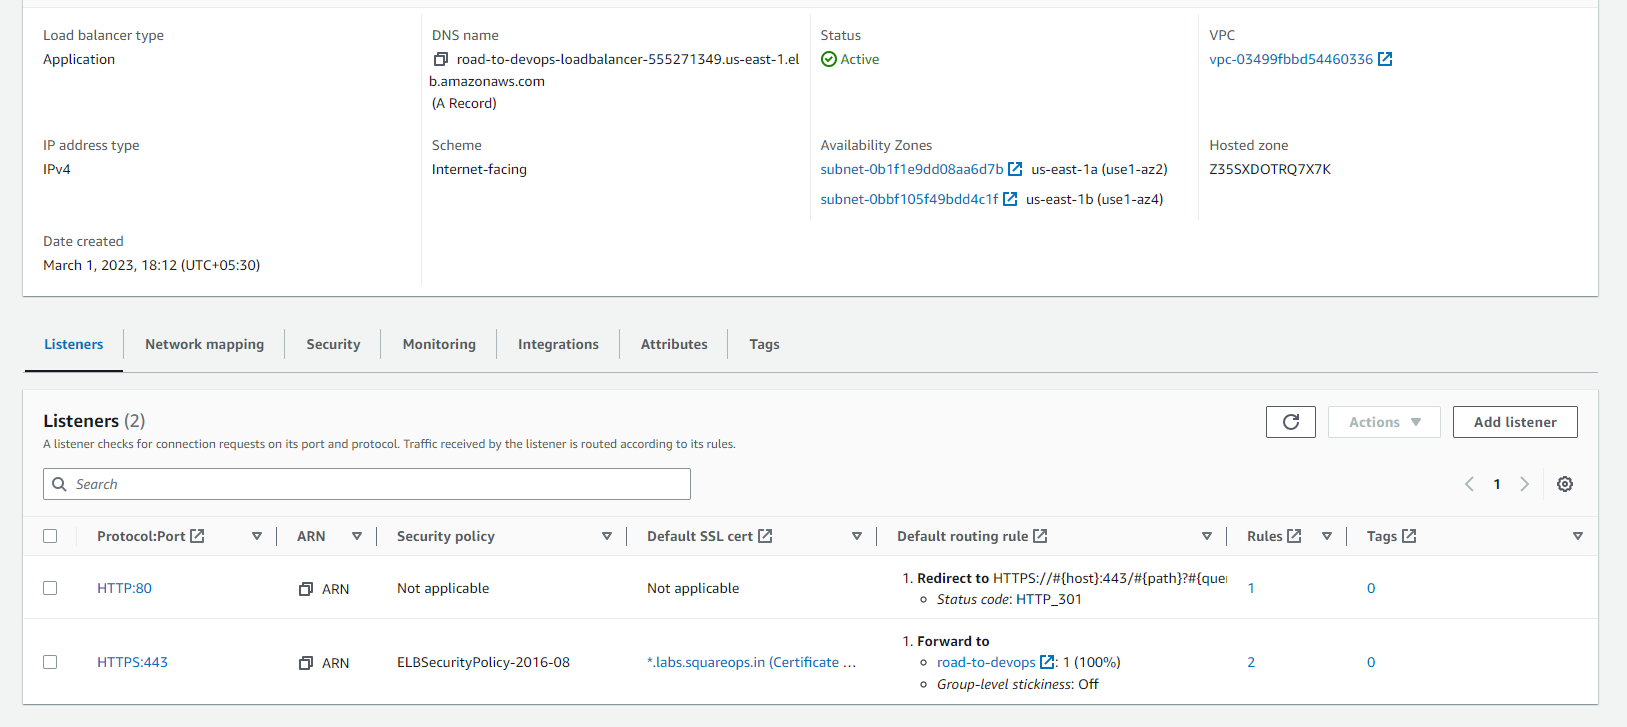 Load balancer type
Application
DNS name
road-to-devops-loadbalancer-555271349.us-east-1.el
b.amazonaws.com
(A Record)
Status
Active
VPC
vpc-03499fbbd54460336
IP address type
IPv4
Scheme
Internet-facing
Availability Zones
subnet-0b1f1e9dd08aa6d7b us-east-1a (use1-az2)
subnet-0bbf105f49bdd4c1f us-east-1b (use1-az4)
Hosted zone
Z35SXDOTRQ7X7K
Date created
March 1, 2023, 18:12 (UTC+05:30)
Listeners Network mapping Security Monitoring Integrations Attributes Tags
Listeners (2)
A listener checks for connection requests on its port and protocol. Traffic received by the listener is routed according to its rules.
Actions
Add listener
Search
1
Protocol:Port ARN Security policy Default SSL cert Default routing rule Rules Tags
HTTP:80 ARN Not applicable Not applicable
1. Redirect to HTTPS://#{host}:443/#{path}?#{quer
Status code: HTTP_301
1 0
HTTPS:443 ARN ELBSecurityPolicy-2016-08 *.labs.squareops.in (Certificate ...
1. Forward to
road-to-devops : 1 (100%)
Group-level stickiness: Off
2 0